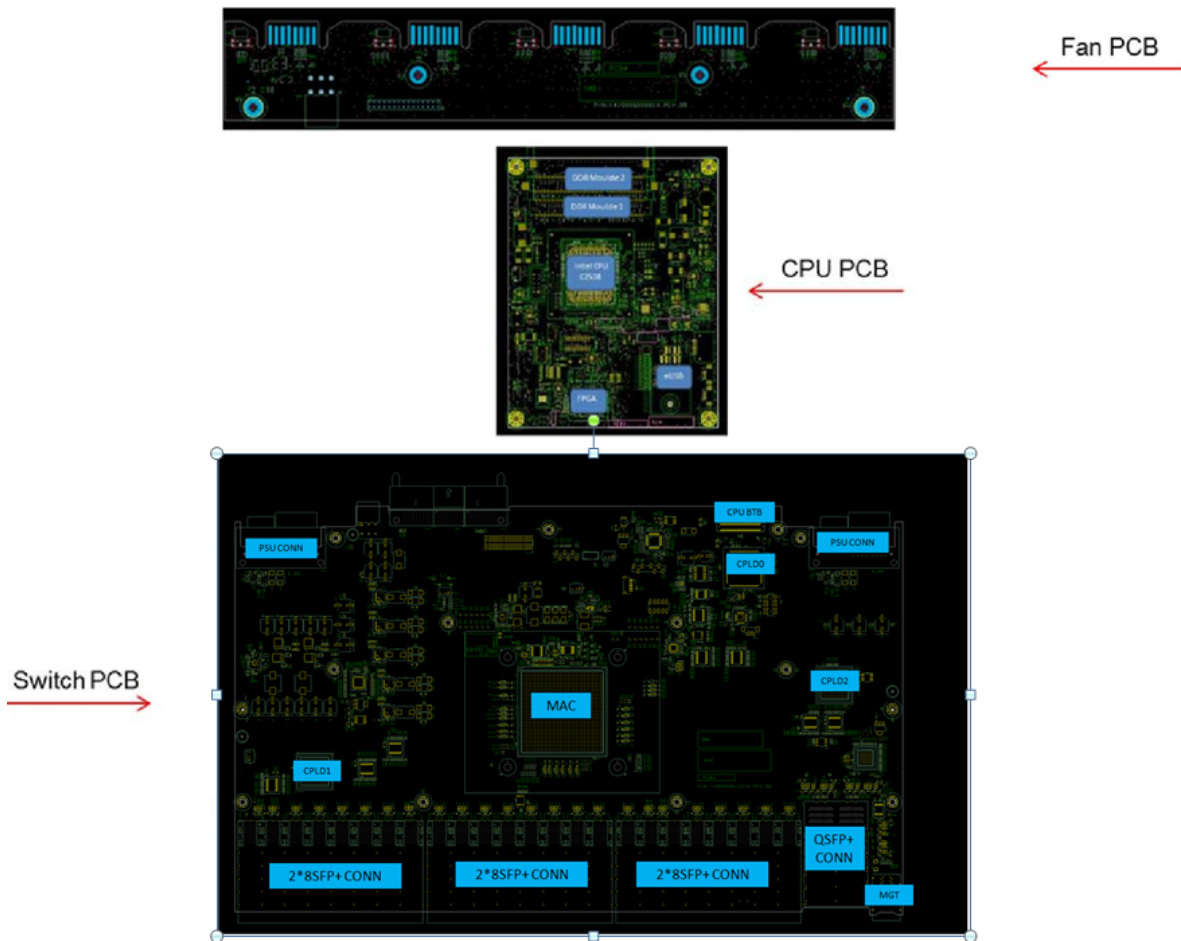 Fan PCB
DDR Moulde 2
DDR Moulde 1
Intel CPU
C2538
CPU PCB
eUSB
FPGA
CPU BTB
PSU CONN
PSU CONN
CPLD0
Switch PCB
CPLD2
MAC
CPLD1
QSFP+
CONN
2*8SFP+ CONN
2*8SFP+ CONN
2*8SFP+ CONN
MGT